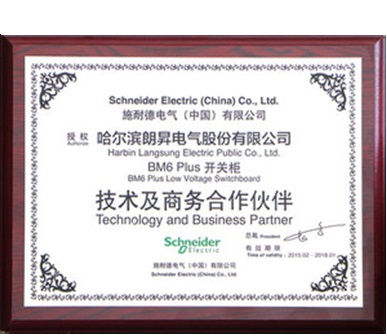 Schneider Electric (China) Co., Ltd.
施耐德电气（中国）有限公司
授 权
Authorize
哈尔滨朗昇电气股份有限公司
Harbin Langsung Electric Public Co., Ltd.
BM6 Plus 开关柜
BM6 Plus Low Voltage Switchboard
技术及商务合作伙伴
Technology and Business Partner
Schneider
Electric
总裁 President
有 效 期 限
Time of validity : 2015.02 - 2018.01
施耐德电气（中国）有限公司
Schneider Electric (China) Co., Ltd.